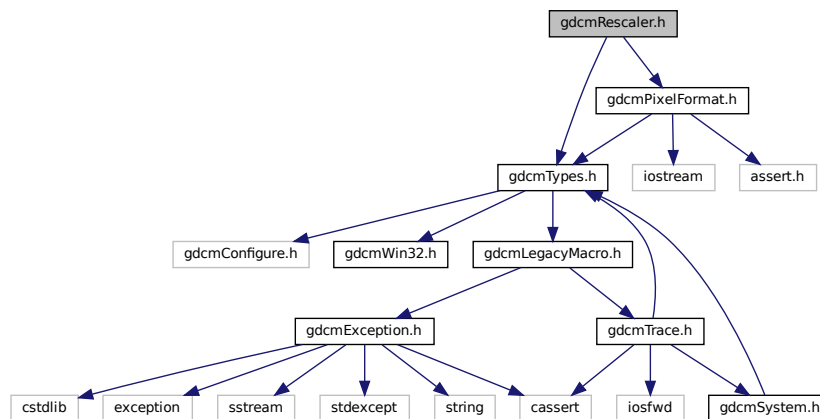 gdcmRescaler.h
gdcmPixelFormat.h
gdcmTypes.h
iostream
assert.h
gdcmConfigure.h
gdcmWin32.h
gdcmLegacyMacro.h
gdcmException.h
gdcmTrace.h
cstdlib
exception
sstream
stdexcept
string
cassert
iosfwd
gdcmSystem.h